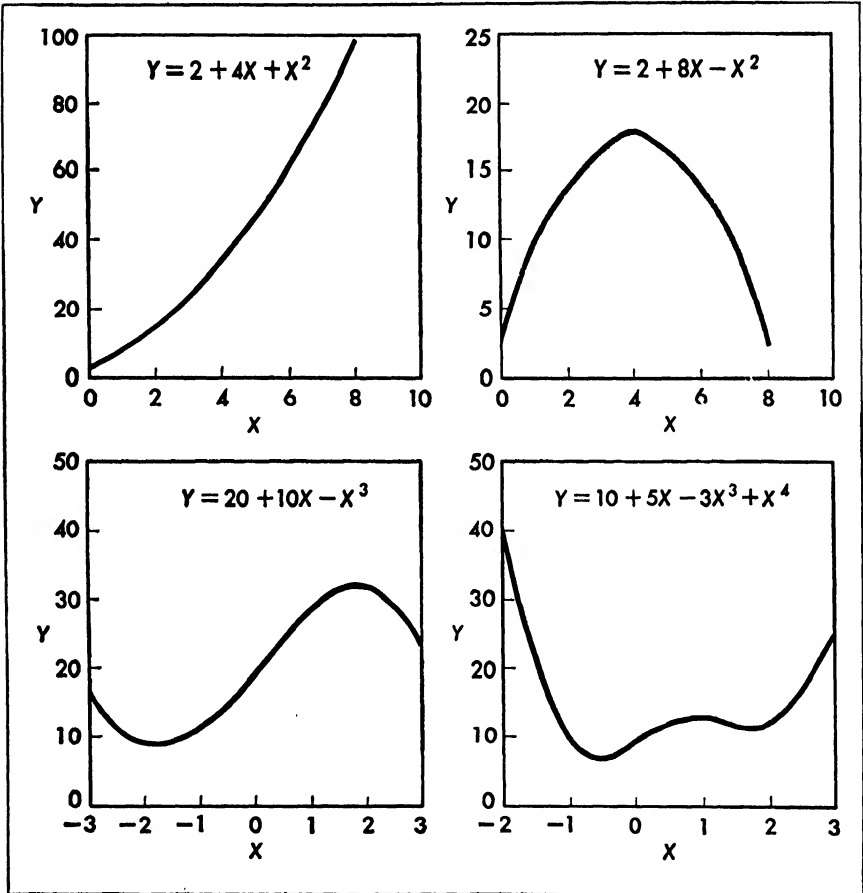 Y = 2 + 4X + X²
100
80
60
40
20
0
Y
0 2 4 6 8 10
X
Y = 2 + 8X − X²
25
20
15
10
5
0
Y
0 2 4 6 8 10
X
Y = 20 + 10X − X³
50
40
30
20
10
0
Y
−3 −2 −1 0 1 2 3
X
Y = 10 + 5X − 3X³ + X⁴
50
40
30
20
10
0
Y
−2 −1 0 1 2 3
X